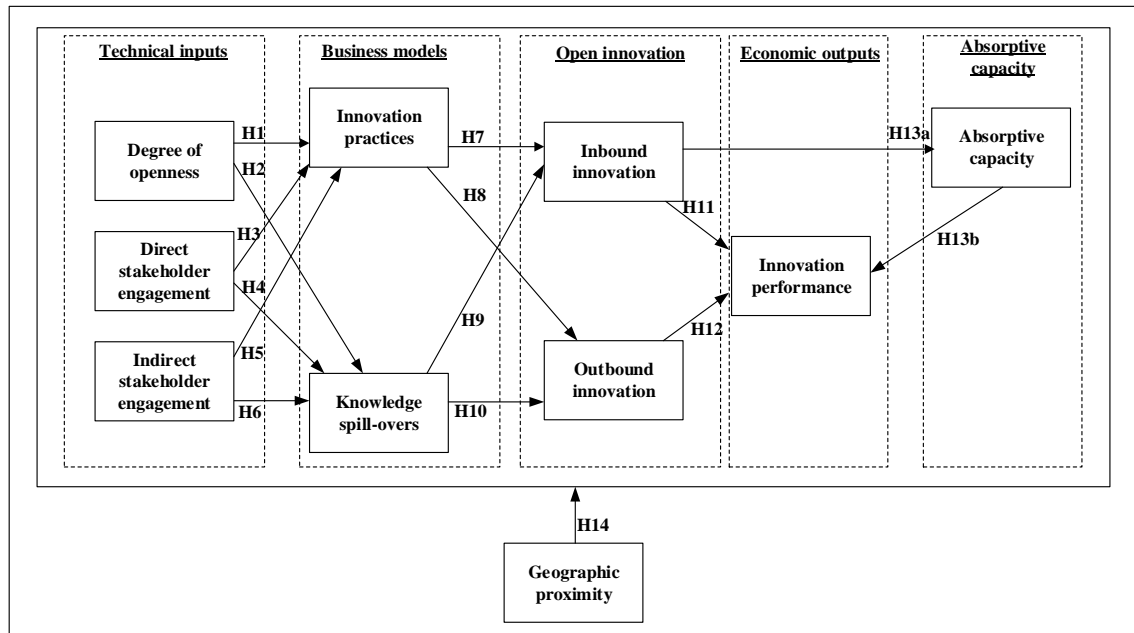 Technical inputs
Business models
Open innovation
Economic outputs
Absorptive
capacity
Degree of
openness
Direct
stakeholder
engagement
Indirect
stakeholder
engagement
H1
H2
H3
H4
H5
H6
Innovation
practices
Knowledge
spill-overs
H7
H8
H9
H10
Inbound
innovation
Outbound
innovation
H11
H12
Innovation
performance
H13a
H13b
Absorptive
capacity
H14
Geographic
proximity